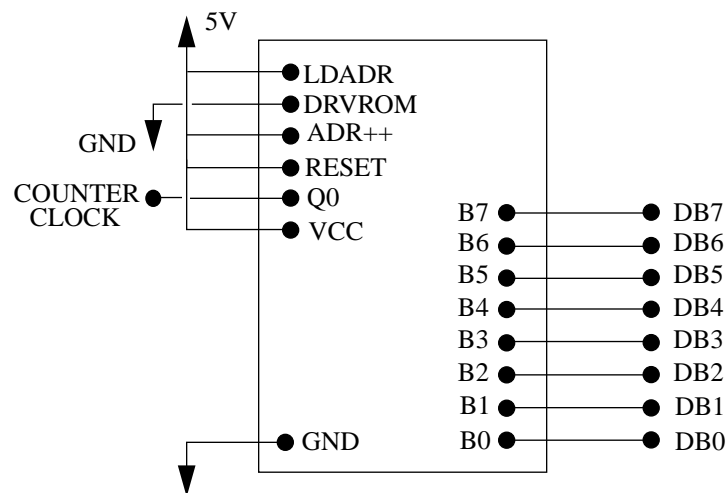 5V
LDADR
DRVROM
GND
ADR++
RESET
COUNTER
CLOCK
Q0
VCC
B7 DB7
B6 DB6
B5 DB5
B4 DB4
B3 DB3
B2 DB2
B1 DB1
GND
B0 DB0